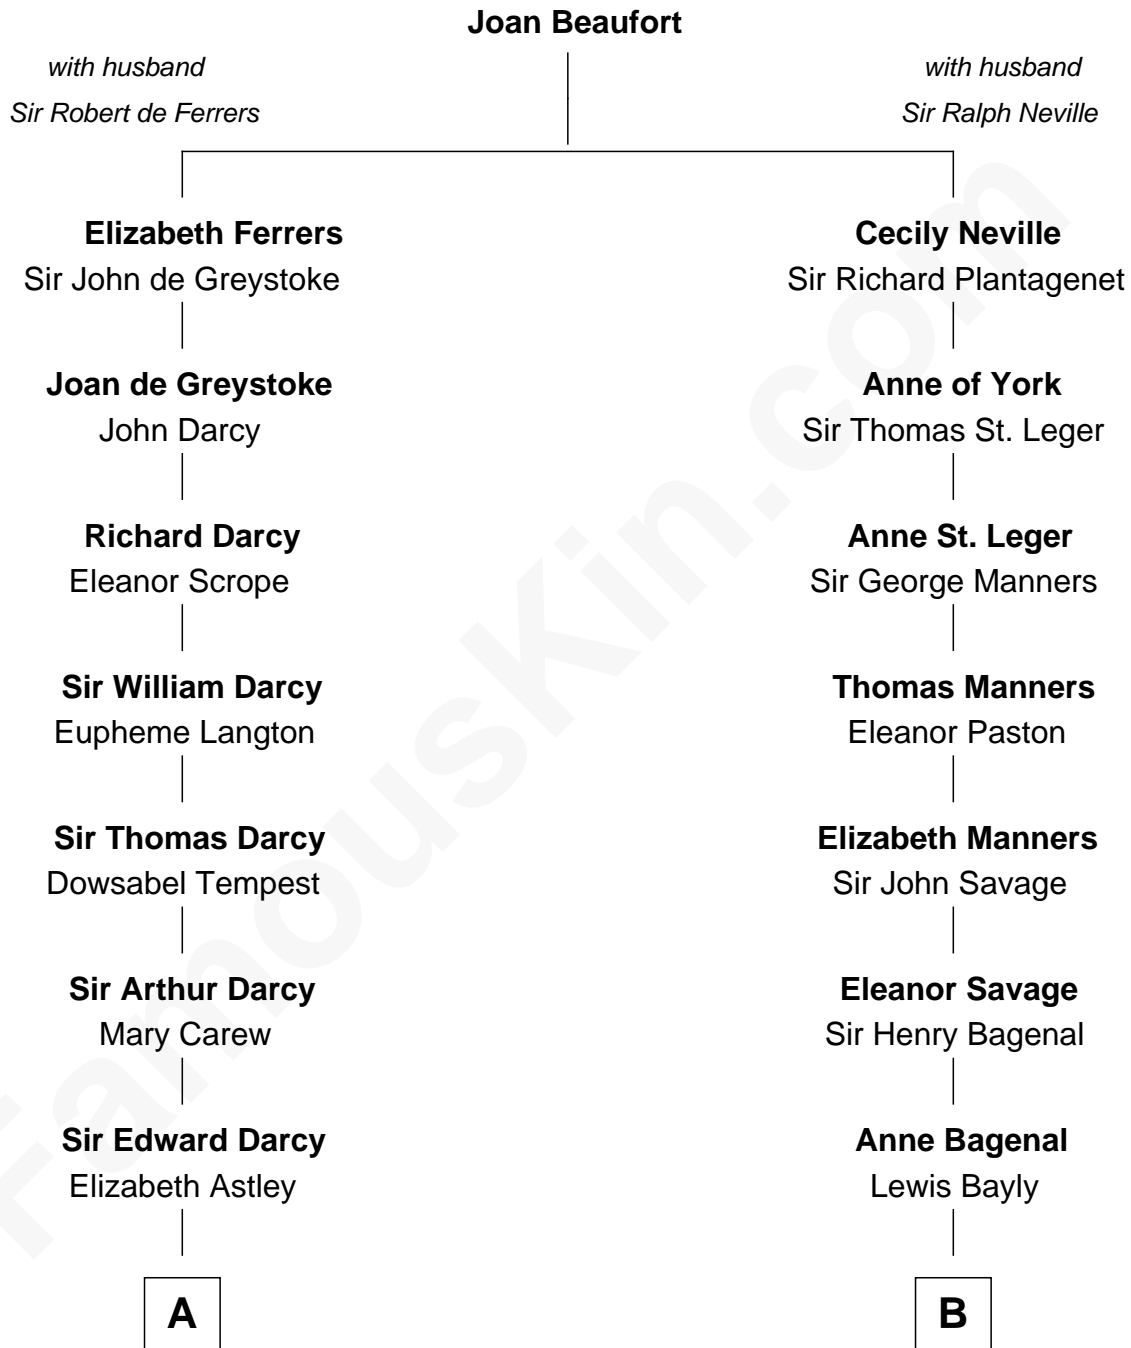 Joan Beaufort
with husband
Sir Robert de Ferrers
with husband
Sir Ralph Neville
Elizabeth Ferrers
Sir John de Greystoke
Cecily Neville
Sir Richard Plantagenet
Joan de Greystoke
John Darcy
Anne of York
Sir Thomas St. Leger
Richard Darcy
Eleanor Scrope
Anne St. Leger
Sir George Manners
Sir William Darcy
Eupheme Langton
Thomas Manners
Eleanor Paston
Sir Thomas Darcy
Dowsabel Tempest
Elizabeth Manners
Sir John Savage
Sir Arthur Darcy
Mary Carew
Eleanor Savage
Sir Henry Bagenal
Sir Edward Darcy
Elizabeth Astley
Anne Bagenal
Lewis Bayly
A
B
FamousKin.com